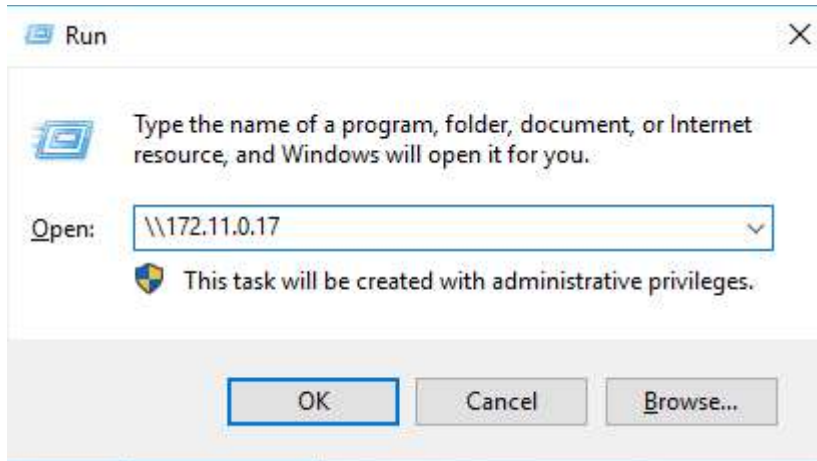 Run
Type the name of a program, folder, document, or Internet
resource, and Windows will open it for you.
Open: \\172.11.0.17
This task will be created with administrative privileges.
OK Cancel Browse...